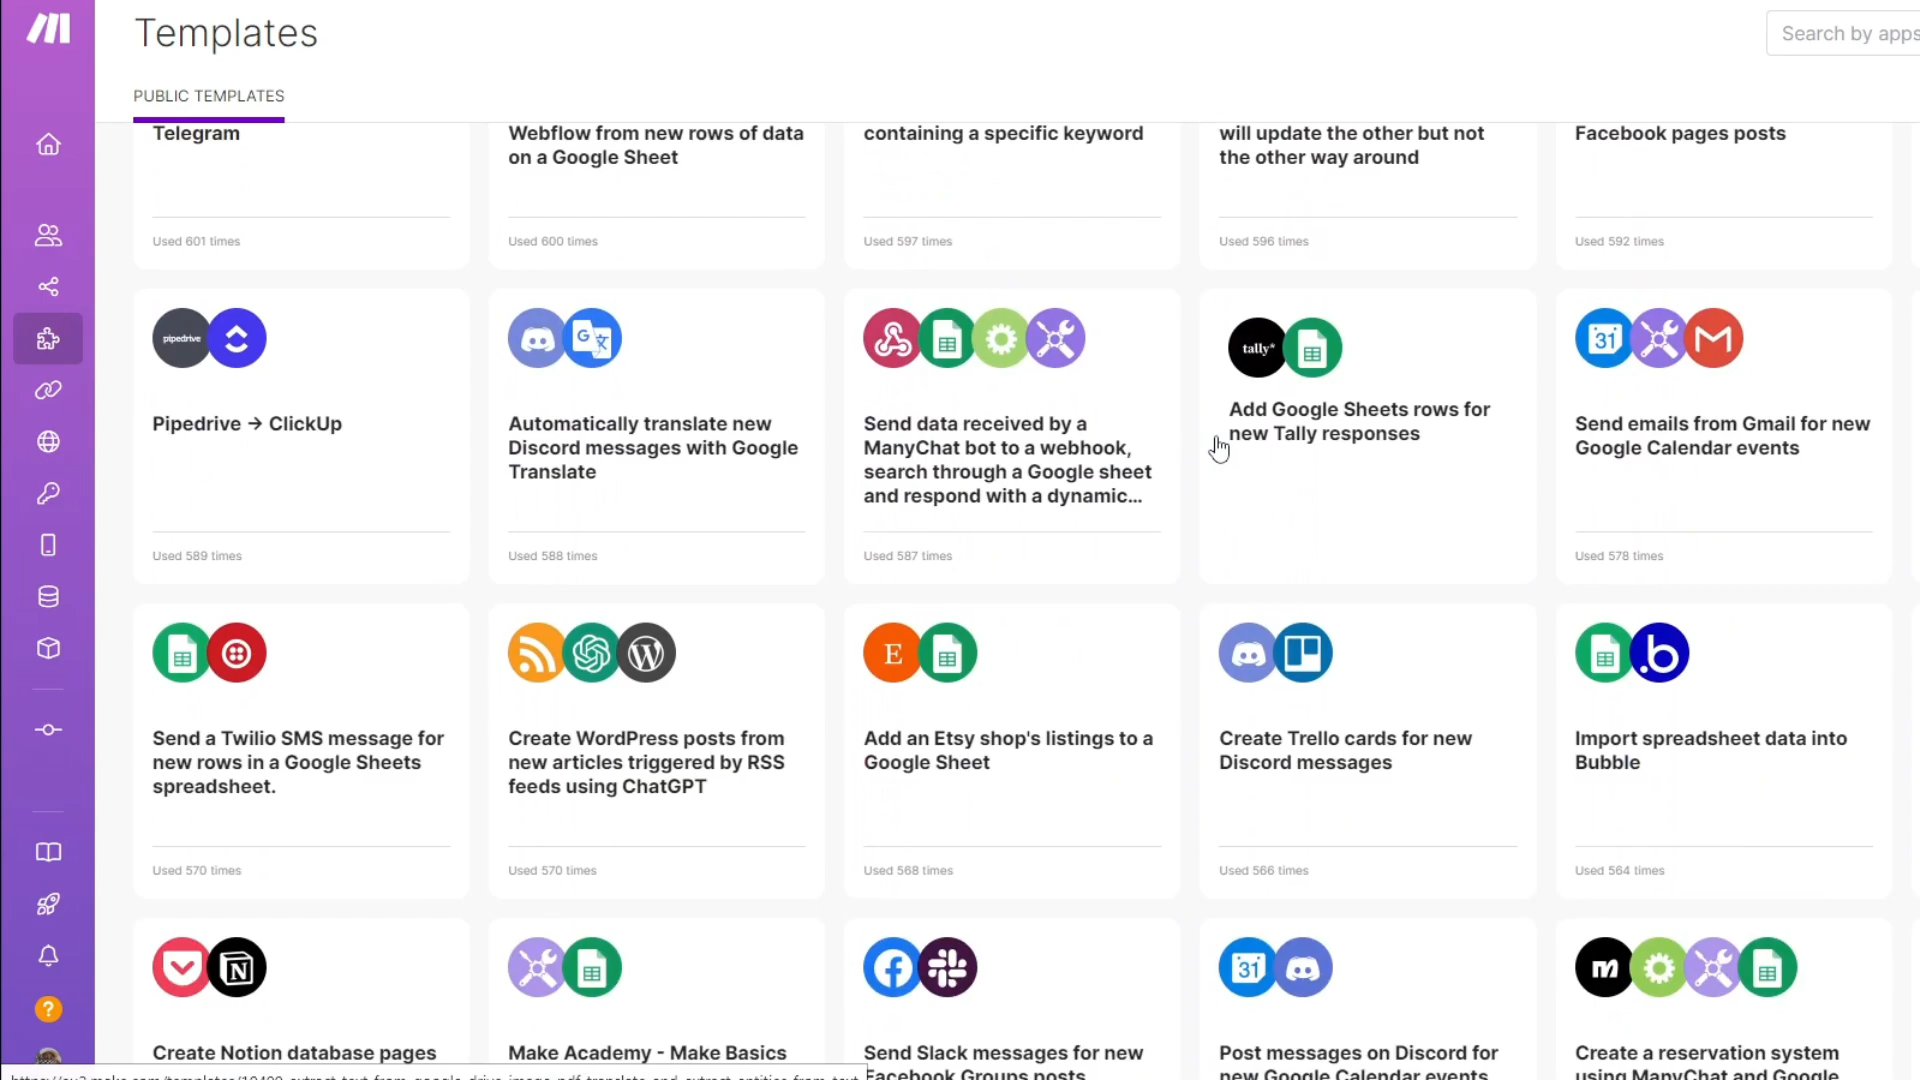 Templates
Search by apps
PUBLIC TEMPLATES
Telegram
Webflow from new rows of data
on a Google Sheet
containing a specific keyword
will update the other but not
the other way around
Facebook pages posts
Used 601 times
Used 600 times
Used 597 times
Used 596 times
Used 592 times
pipedrive
31
tally*
Pipedrive → ClickUp
Automatically translate new
Discord messages with Google
Translate
Send data received by a
ManyChat bot to a webhook,
search through a Google sheet
and respond with a dynamic...
Add Google Sheets rows for
new Tally responses
Send emails from Gmail for new
Google Calendar events
Used 589 times
Used 588 times
Used 587 times
Used 578 times
E
.b
Send a Twilio SMS message for
new rows in a Google Sheets
spreadsheet.
Create WordPress posts from
new articles triggered by RSS
feeds using ChatGPT
Add an Etsy shop's listings to a
Google Sheet
Create Trello cards for new
Discord messages
Import spreadsheet data into
Bubble
Used 570 times
Used 570 times
Used 568 times
Used 566 times
Used 564 times
31
Create Notion database pages
Make Academy - Make Basics
Send Slack messages for new
Facebook Groups posts
Post messages on Discord for
new Google Calendar events
Create a reservation system
using ManyChat and Google